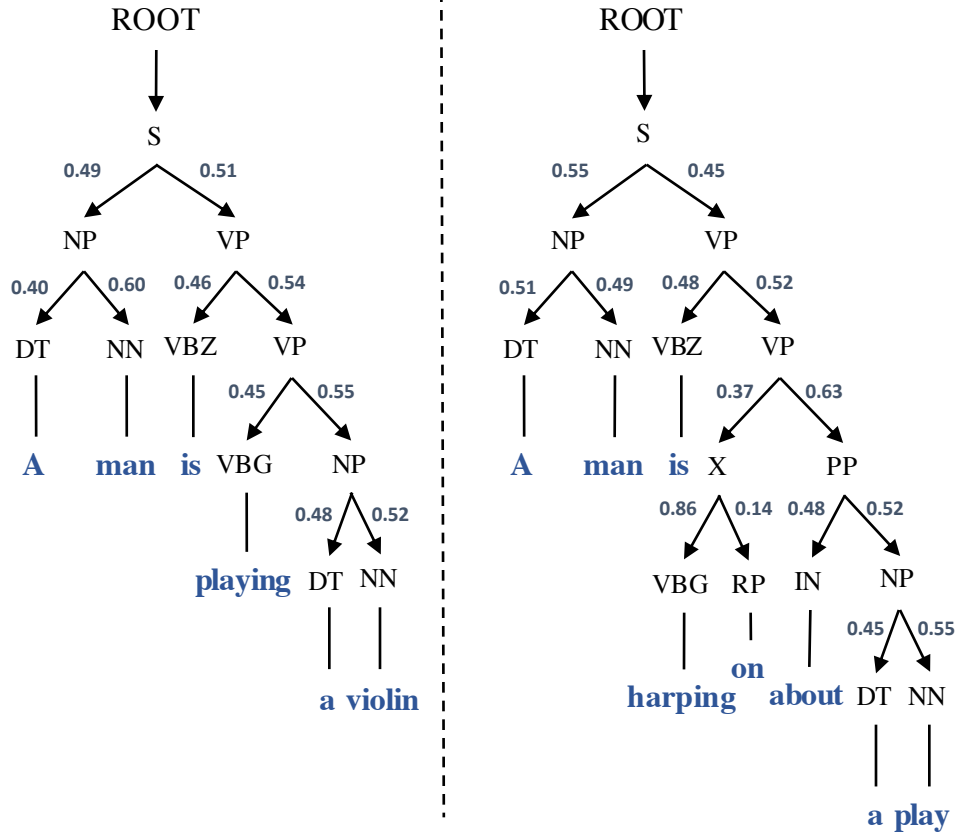 ROOT
S
0.49 0.51
NP VP
0.40 0.60 0.46 0.54
DT NN VBZ VP
0.45 0.55
A man is VBG NP
0.48 0.52
playing DT NN
a violin
ROOT
S
0.55 0.45
NP VP
0.51 0.49 0.48 0.52
DT NN VBZ VP
0.37 0.63
A man is X PP
0.86 0.14 0.48 0.52
VBG RP IN NP
0.45 0.55
on
harping about DT NN
a play